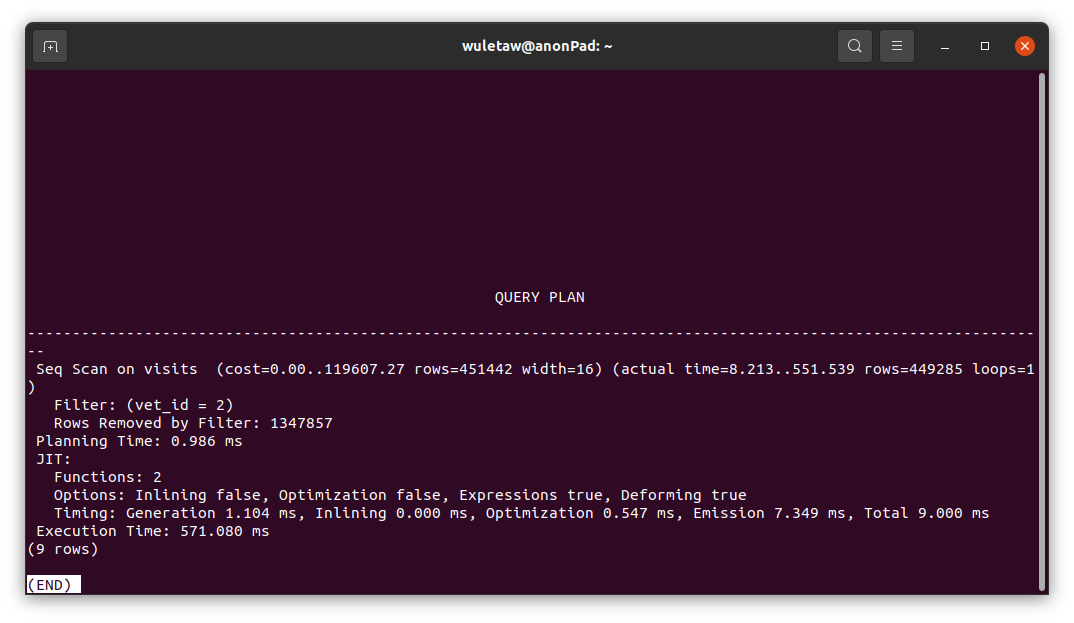 wuletaw@anonPad: ~
QUERY PLAN
----------------------------------------------------------------------------------------------------------------
--
Seq Scan on visits  (cost=0.00..119607.27 rows=451442 width=16) (actual time=8.213..551.539 rows=449285 loops=1
)
Filter: (vet_id = 2)
Rows Removed by Filter: 1347857
Planning Time: 0.986 ms
JIT:
Functions: 2
Options: Inlining false, Optimization false, Expressions true, Deforming true
Timing: Generation 1.104 ms, Inlining 0.000 ms, Optimization 0.547 ms, Emission 7.349 ms, Total 9.000 ms
Execution Time: 571.080 ms
(9 rows)
(END)